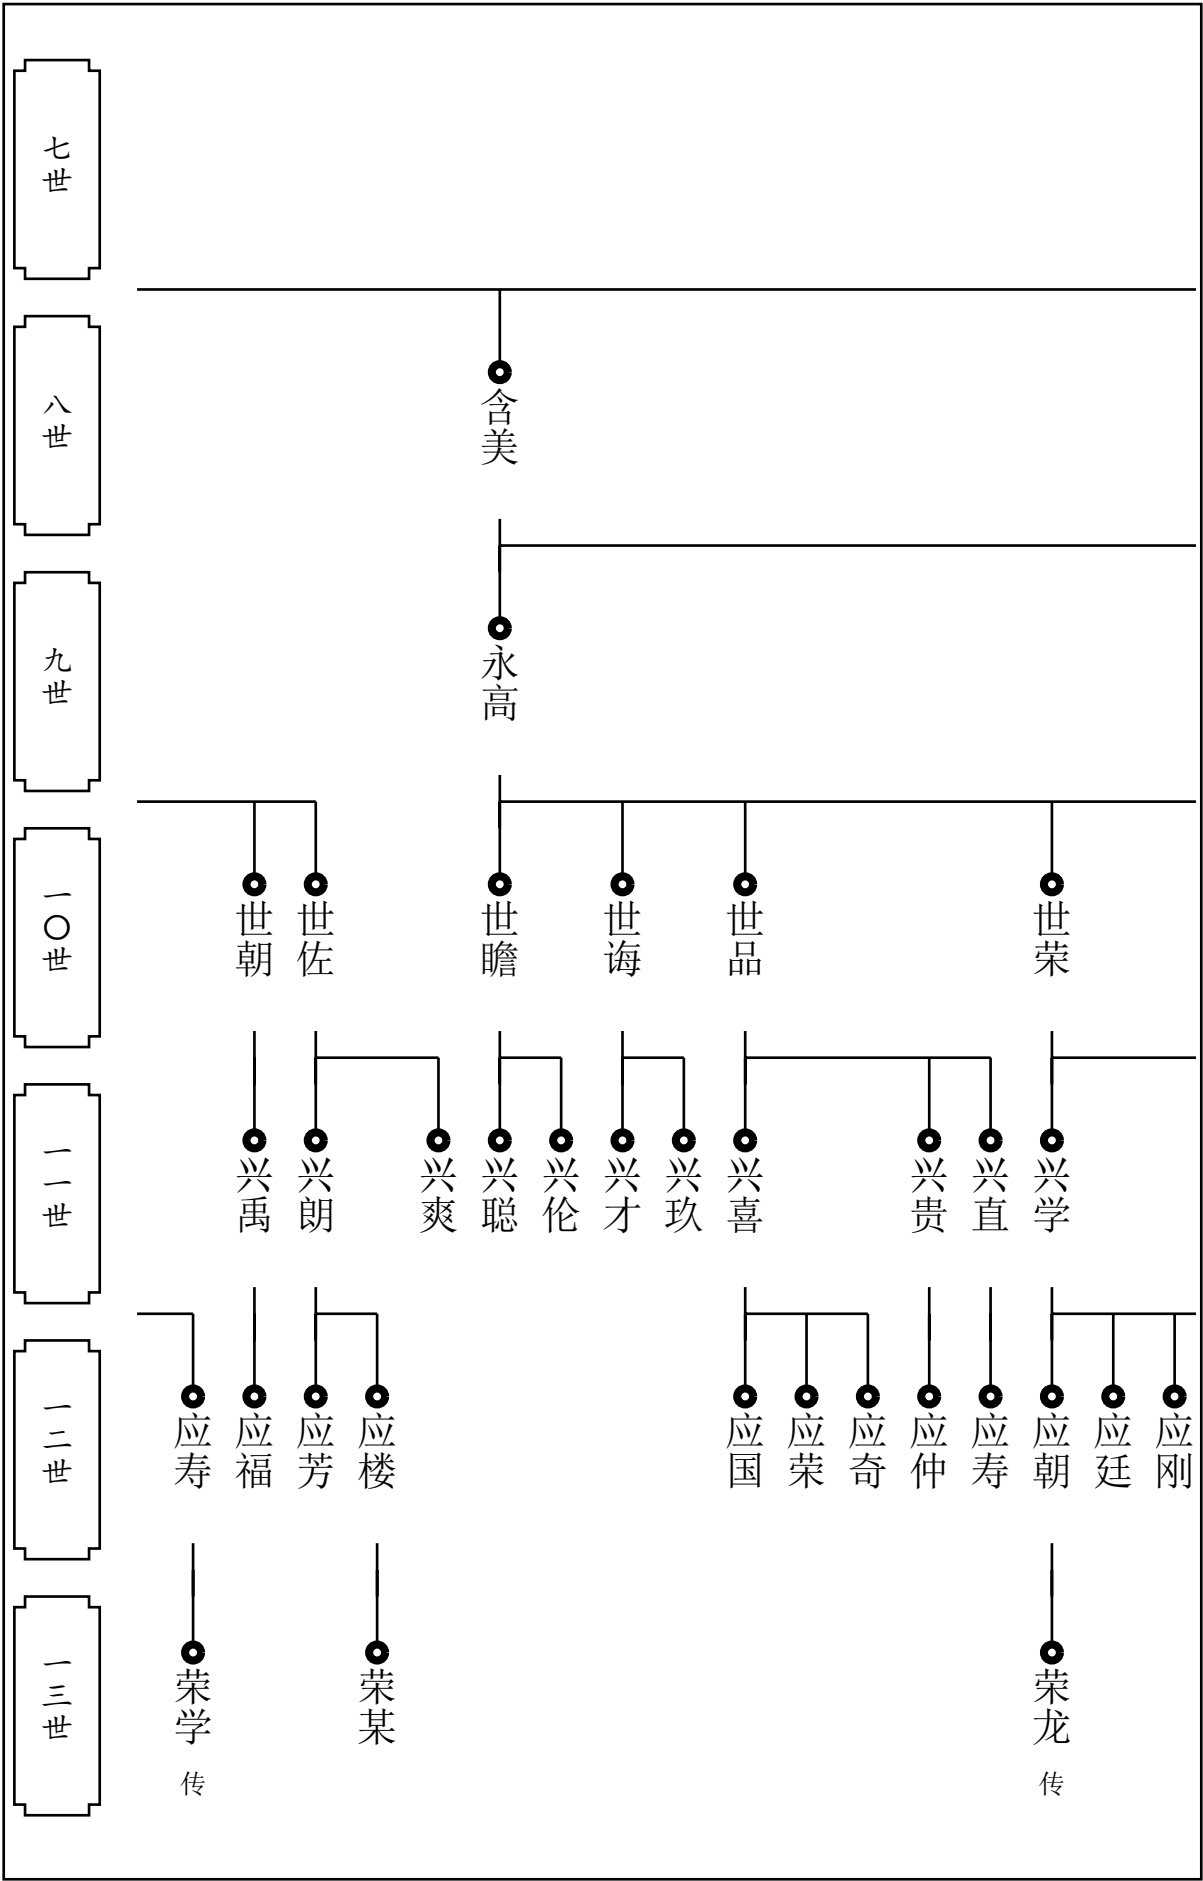 七世
八世
含美
九世
永高
一〇世
世朝
世佐
世瞻
世诲
世品
世荣
一一世
兴禹
兴朗
兴爽
兴聪
兴伦
兴才
兴玖
兴喜
兴贵
兴直
兴学
一二世
应寿
应福
应芳
应楼
应国
应荣
应奇
应仲
应寿
应朝
应廷
应刚
一三世
荣学
传
荣某
荣龙
传